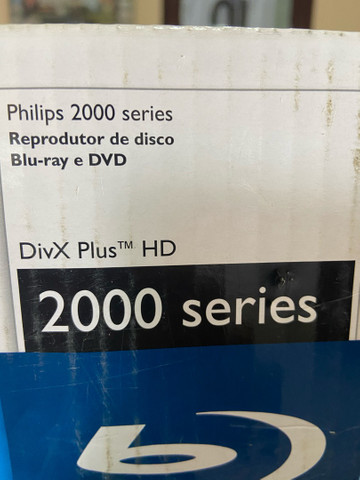 Philips 2000 series
Reprodutor de disco
Blu-ray e DVD
DivX Plus™ HD
2000 series